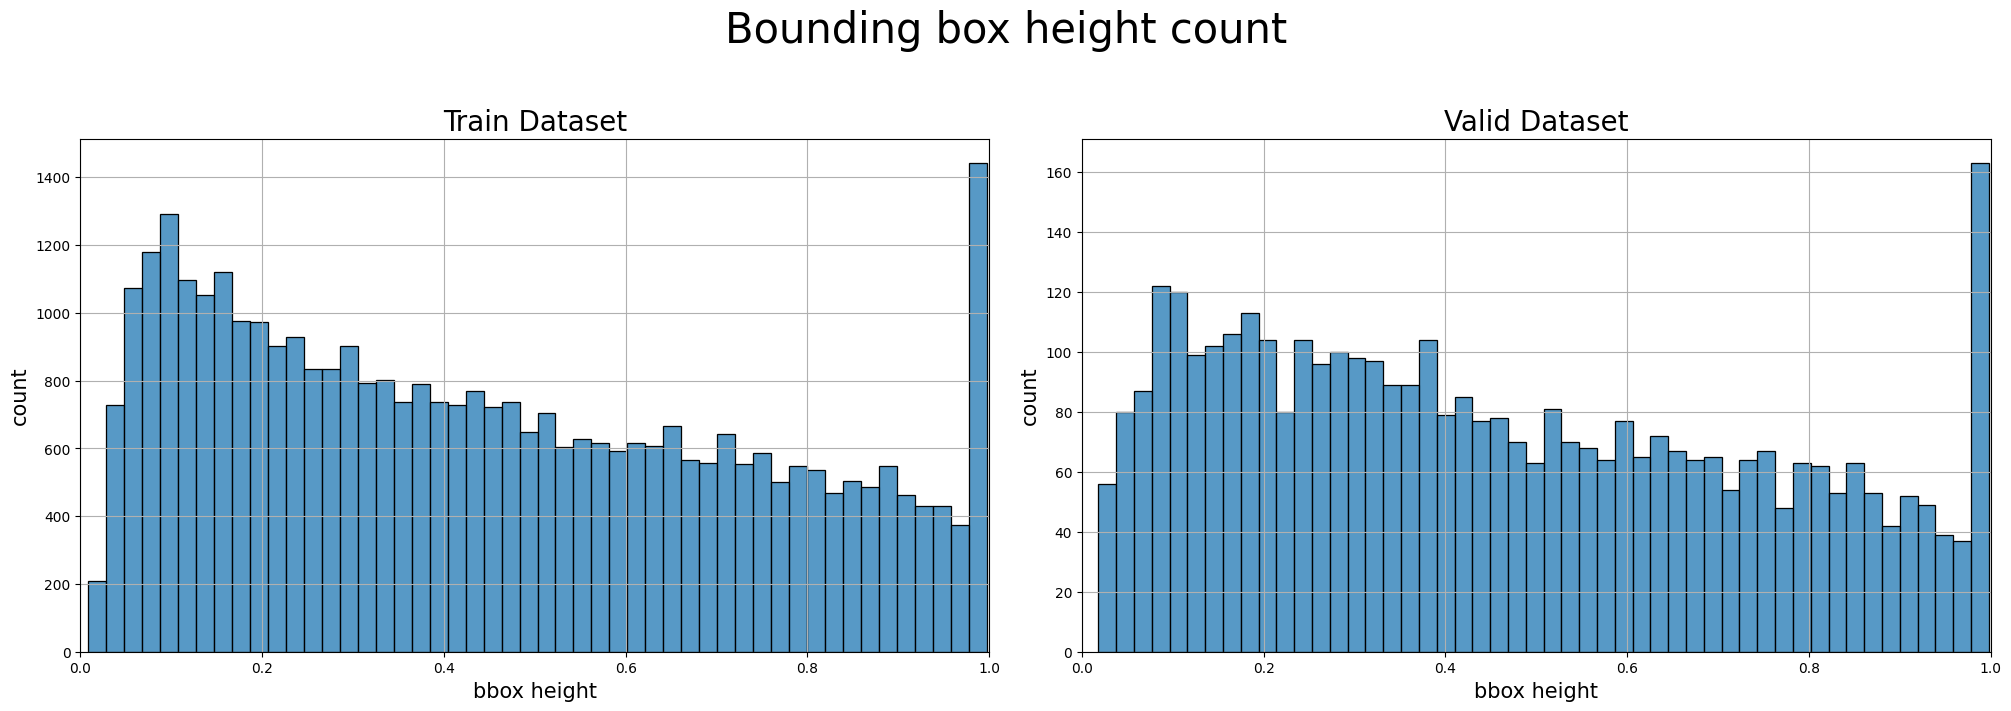 Bounding box height count
Train Dataset
1400
1200
1000
800
600
400
200
0
count
0.0 0.2 0.4 0.6 0.8 1.0
bbox height
Valid Dataset
160
140
120
100
80
60
40
20
0
count
0.0 0.2 0.4 0.6 0.8 1.0
bbox height